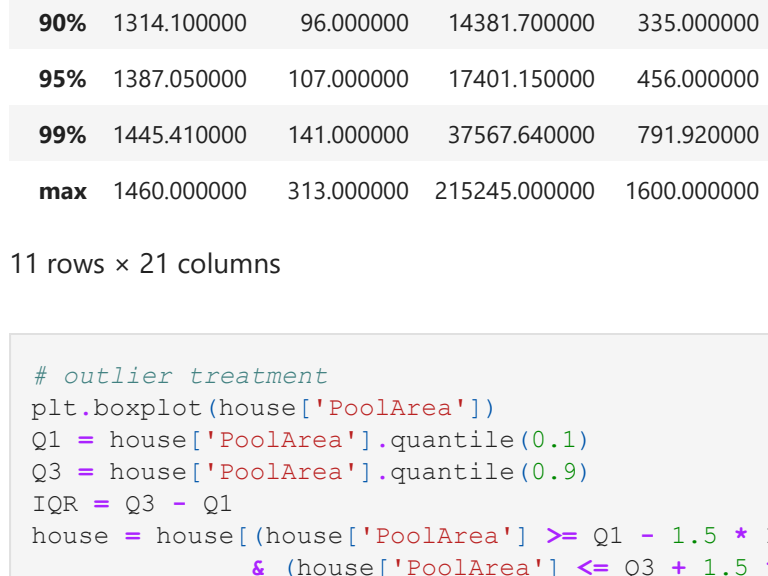 90% 1314.100000 96.000000 14381.700000 335.000000
95% 1387.050000 107.000000 17401.150000 456.000000
99% 1445.410000 141.000000 37567.640000 791.920000
max 1460.000000 313.000000 215245.000000 1600.000000
11 rows × 21 columns
# outlier treatment
plt.boxplot(house['PoolArea'])
Q1 = house['PoolArea'].quantile(0.1)
Q3 = house['PoolArea'].quantile(0.9)
IQR = Q3 - Q1
house = house[(house['PoolArea'] >= Q1 - 1.5 *
& (house['PoolArea'] <= Q3 + 1.5